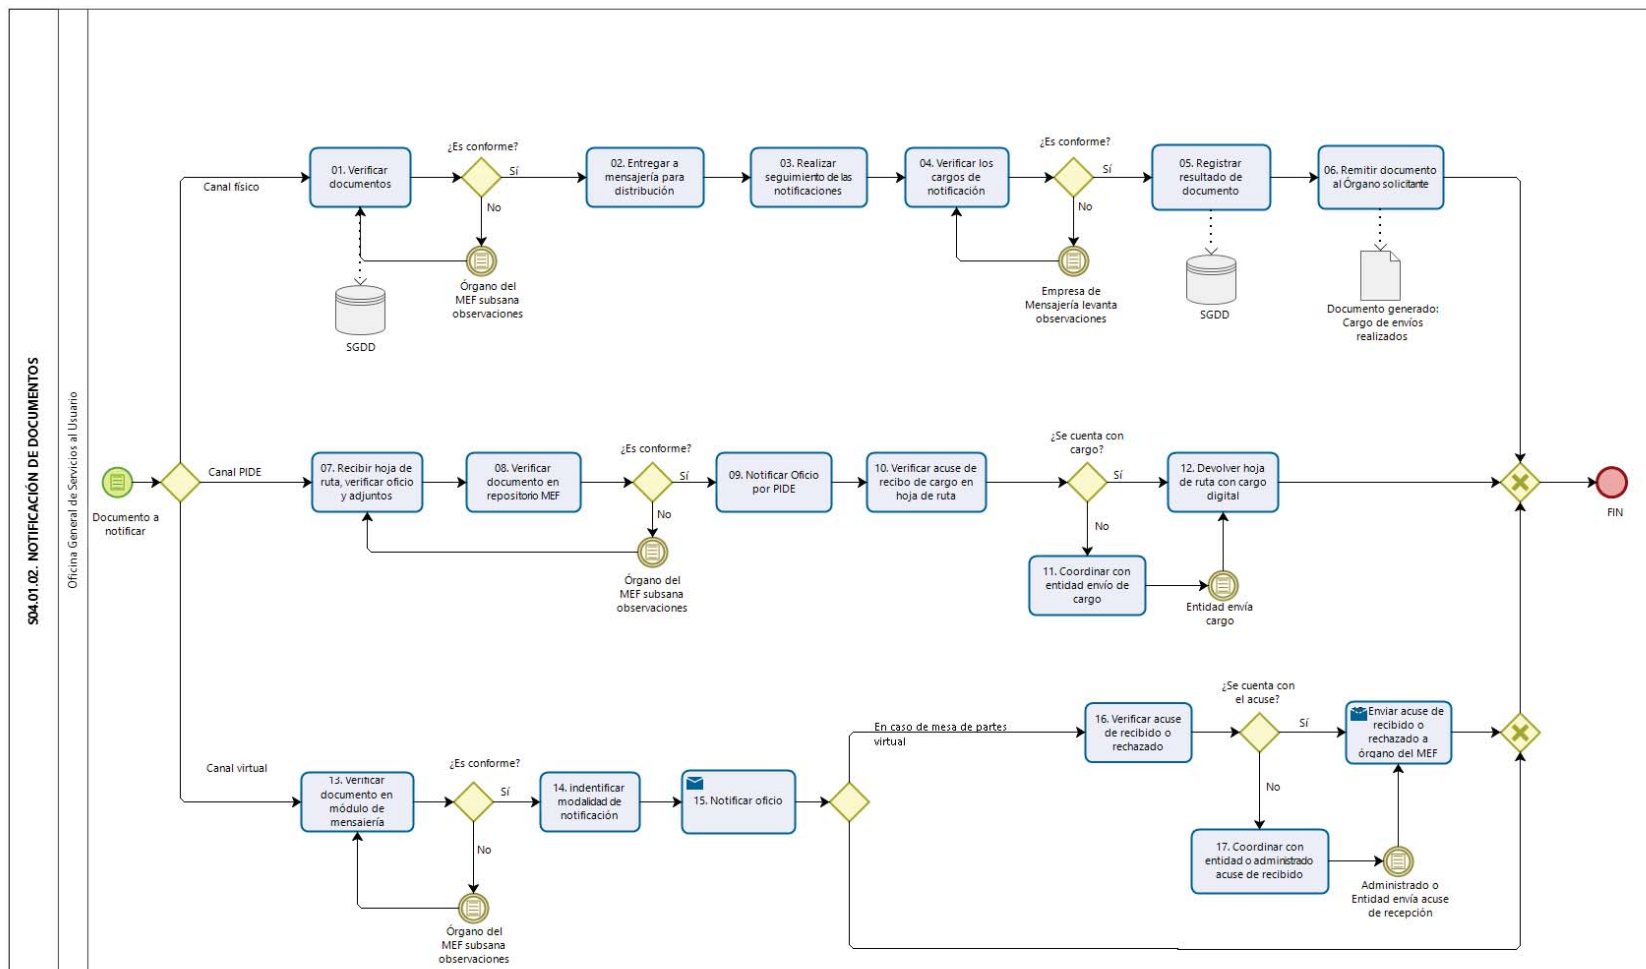 S04.01.02. NOTIFICACIÓN DE DOCUMENTOS
Oficina General de Servicios al Usuario
Documento a
notificar
Canal físico
01. Verificar
documentos
SGDD
¿Es conforme?
Sí
No
Órgano del
MEF subsana
observaciones
02. Entregar a
mensajería para
distribución
03. Realizar
seguimiento de las
notificaciones
04. Verificar los
cargos de
notificación
¿Es conforme?
Sí
No
Empresa de
Mensajería levanta
observaciones
05. Registrar
resultado de
documento
SGDD
06. Remitir documento
al Órgano solicitante
Documento generado:
Cargo de envíos
realizados
Canal PIDE
07. Recibir hoja de
ruta, verificar oficio
y adjuntos
08. Verificar
documento en
repositorio MEF
¿Es conforme?
Sí
No
Órgano del
MEF subsana
observaciones
09. Notificar Oficio
por PIDE
10. Verificar acuse de
recibo de cargo en
hoja de ruta
¿Se cuenta con
cargo?
Sí
No
11. Coordinar con
entidad envío de
cargo
Entidad envía
cargo
12. Devolver hoja
de ruta con cargo
digital
FIN
Canal virtual
13. Verificar
documento en
módulo de
mensajería
¿Es conforme?
Sí
No
Órgano del
MEF subsana
observaciones
14. indentificar
modalidad de
notificación
15. Notificar oficio
En caso de mesa de partes
virtual
16. Verificar acuse
de recibido o
rechazado
¿Se cuenta con
el acuse?
Sí
No
17. Coordinar con
entidad o administrado
acuse de recibido
Administrado o
Entidad envía acuse
de recepción
Enviar acuse de
recibido o
rechazado a
órgano del MEF